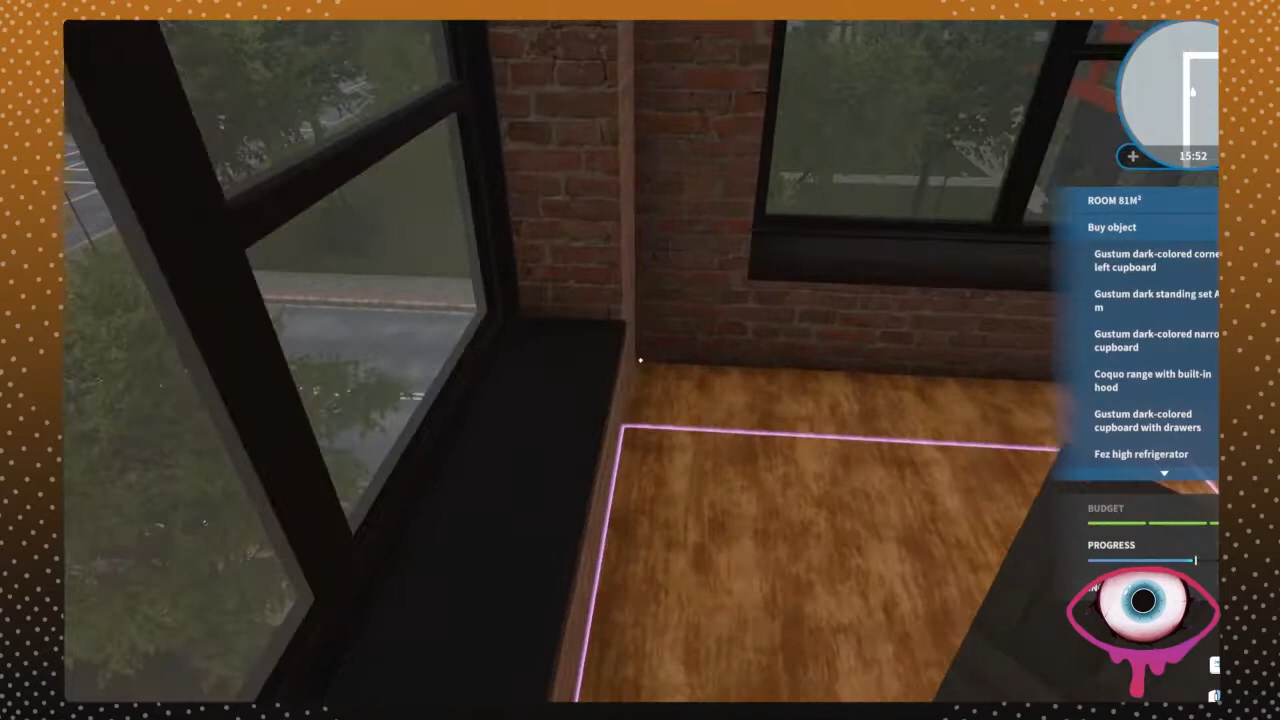 15:52
ROOM 81M²
Buy object
Gustum dark-colored corne
left cupboard
Gustum dark standing set A
m
Gustum dark-colored narro
cupboard
Coquo range with built-in
hood
Gustum dark-colored
cupboard with drawers
Fez high refrigerator
BUDGET
PROGRESS